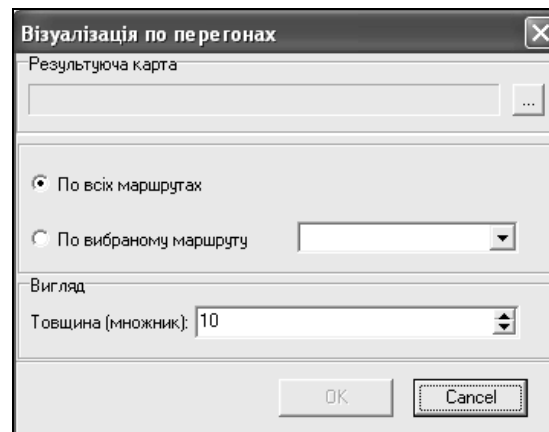 Візуалізація по перегонах
Результуюча карта
...
По всіх маршрутах
По вибраному маршруту
Вигляд
Товщина (множник): 10
OK Cancel